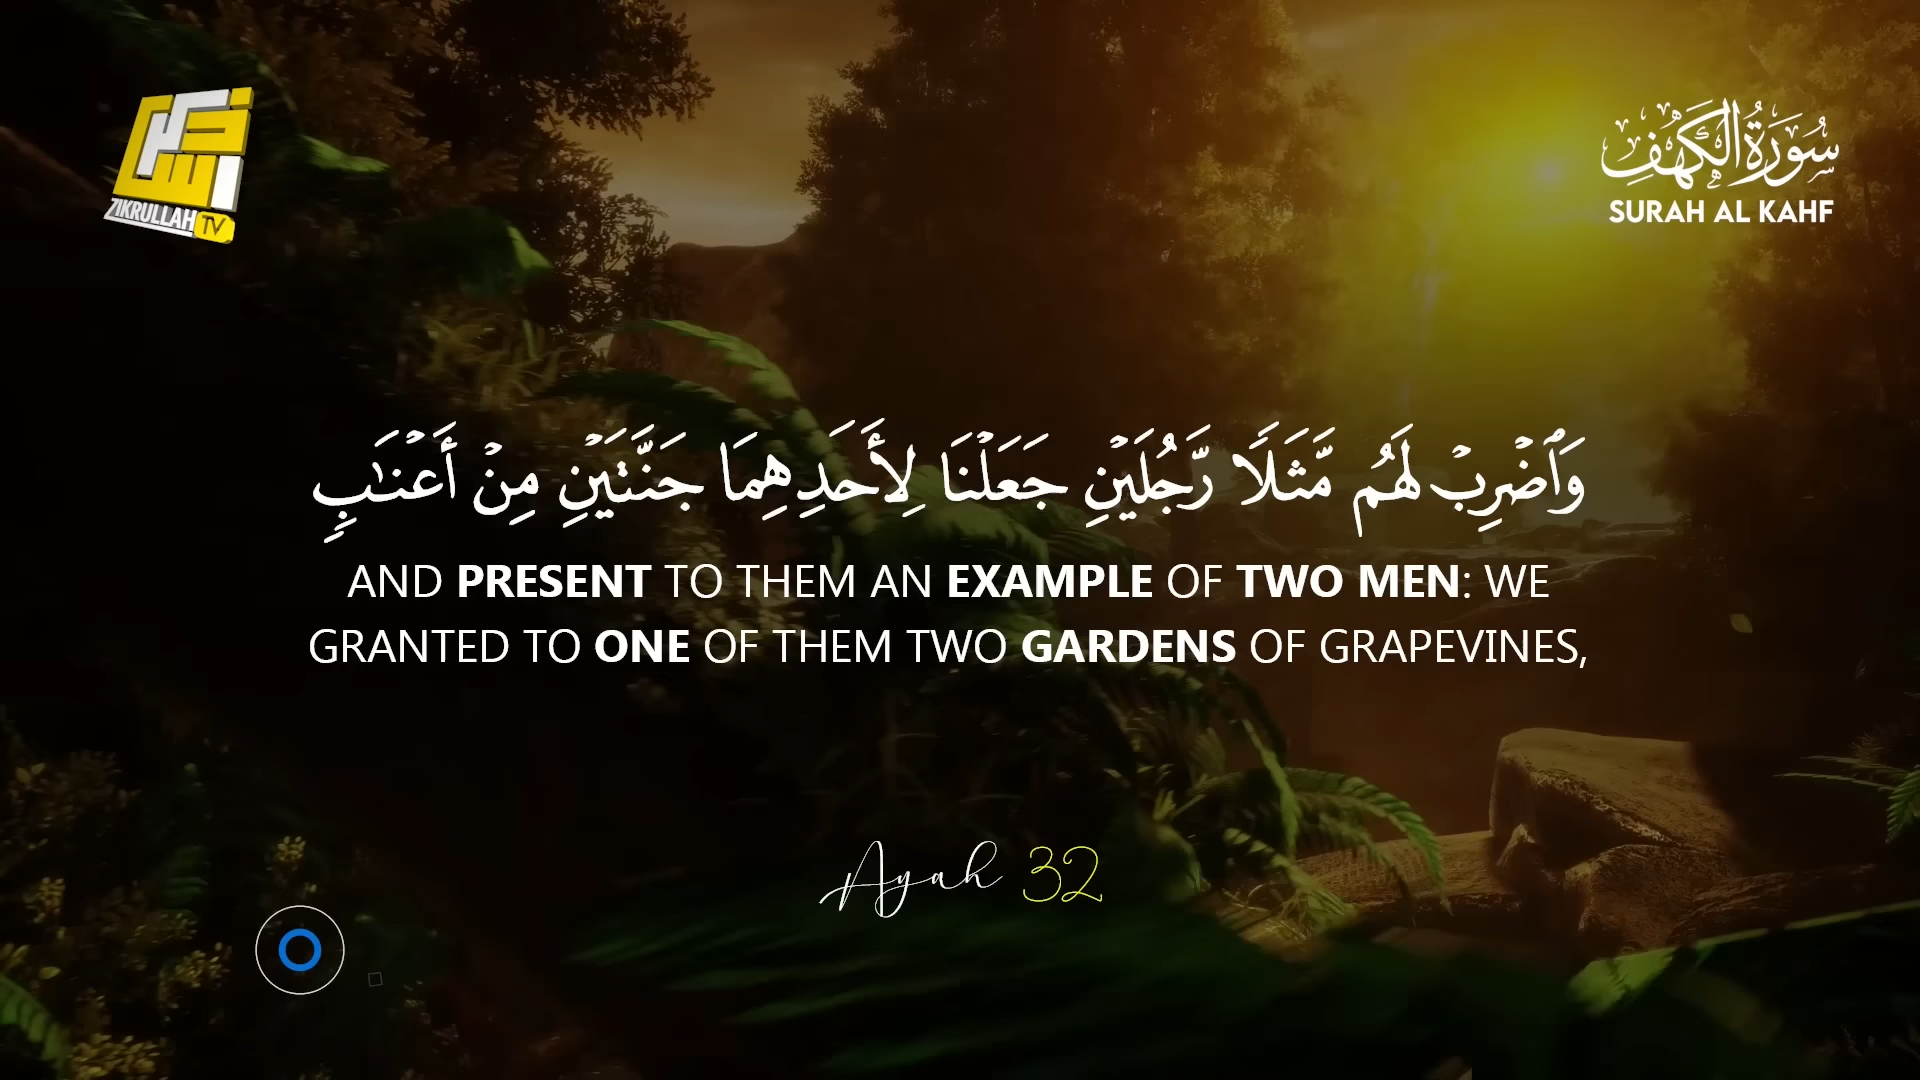 ZIKRULLAH TV
سُورَةُ الكَهْفِ
SURAH AL KAHF
وَٱضْرِبْ لَهُم مَّثَلًا رَّجُلَيْنِ جَعَلْنَا لِأَحَدِهِمَا جَنَّتَيْنِ مِنْ أَعْنَـٰبٍ
AND PRESENT TO THEM AN EXAMPLE OF TWO MEN: WE
GRANTED TO ONE OF THEM TWO GARDENS OF GRAPEVINES,
Ayah 32